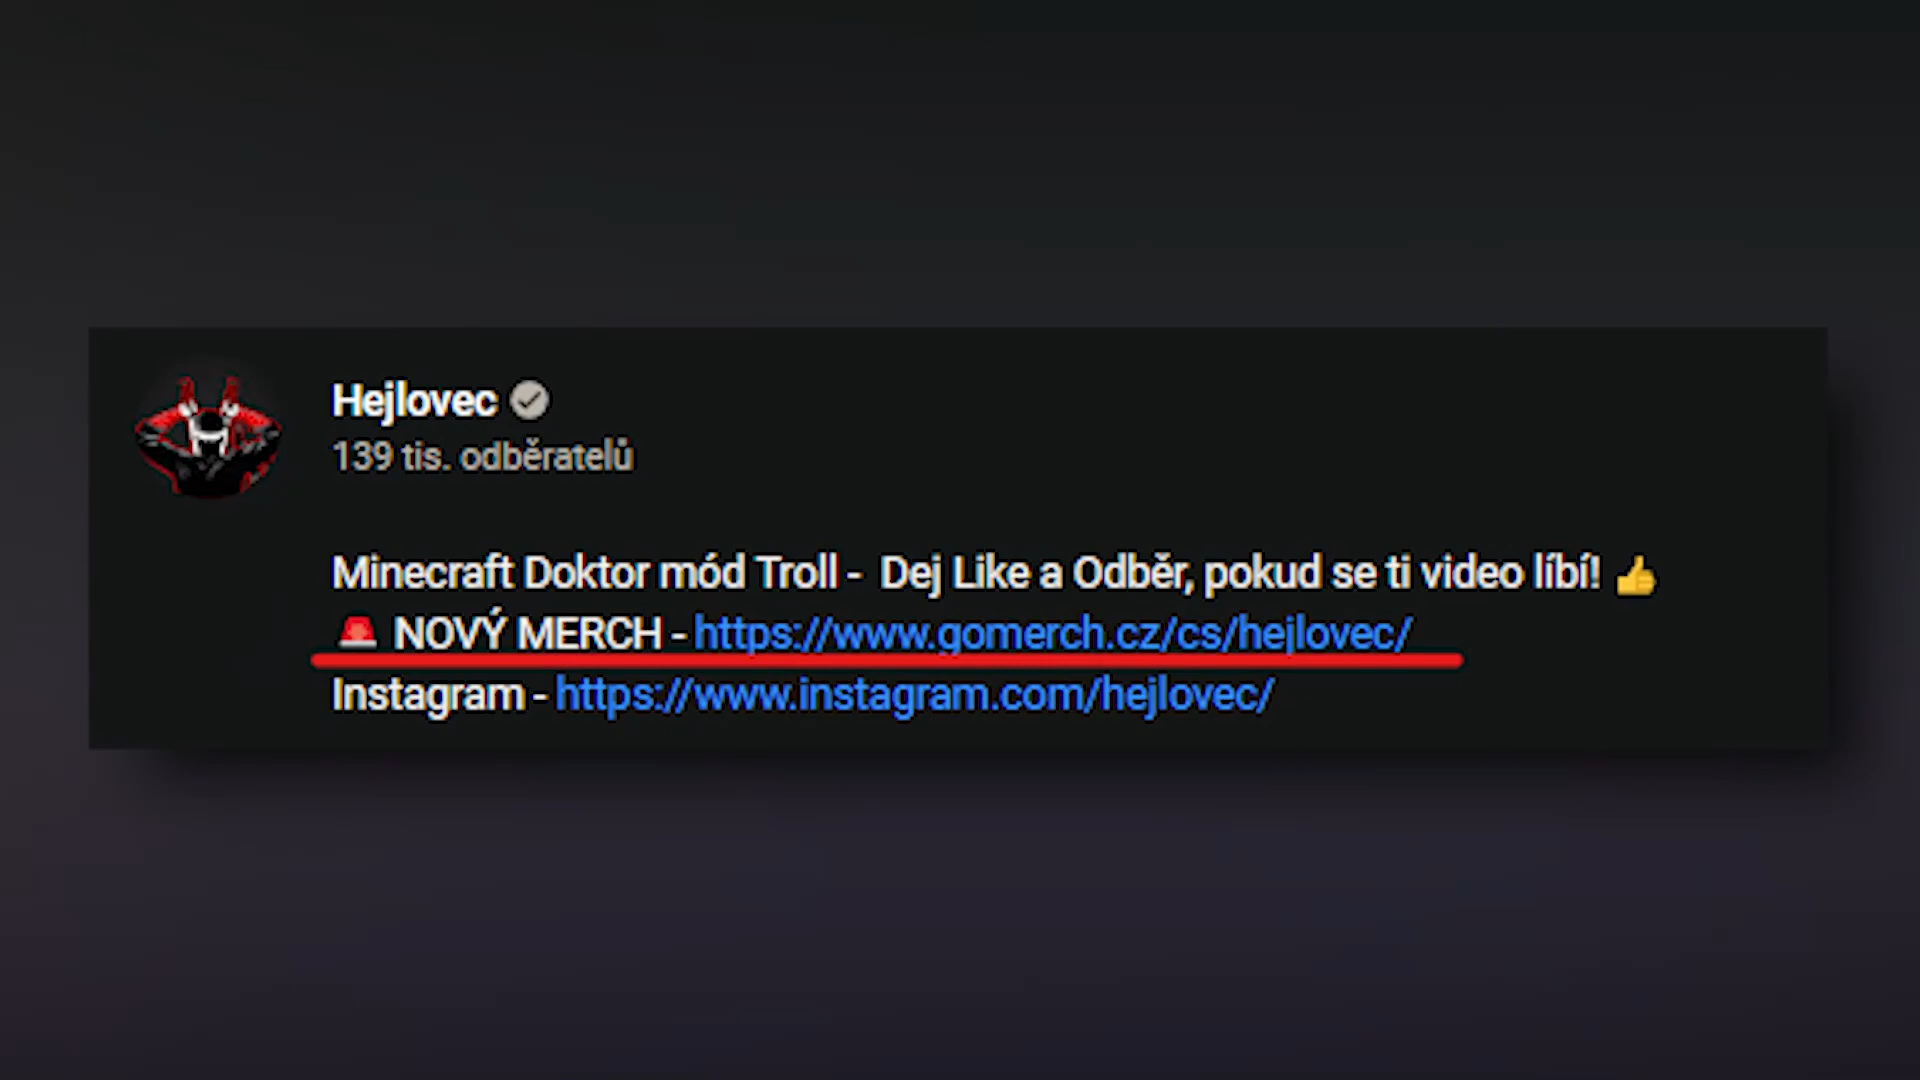 Hejlovec
139 tis. odběratelů
Minecraft Doktor mód Troll - Dej Like a Odběr, pokud se ti video líbí! 👍
🚨 NOVÝ MERCH - https://www.gomerch.cz/cs/hejlovec/
Instagram - https://www.instagram.com/hejlovec/